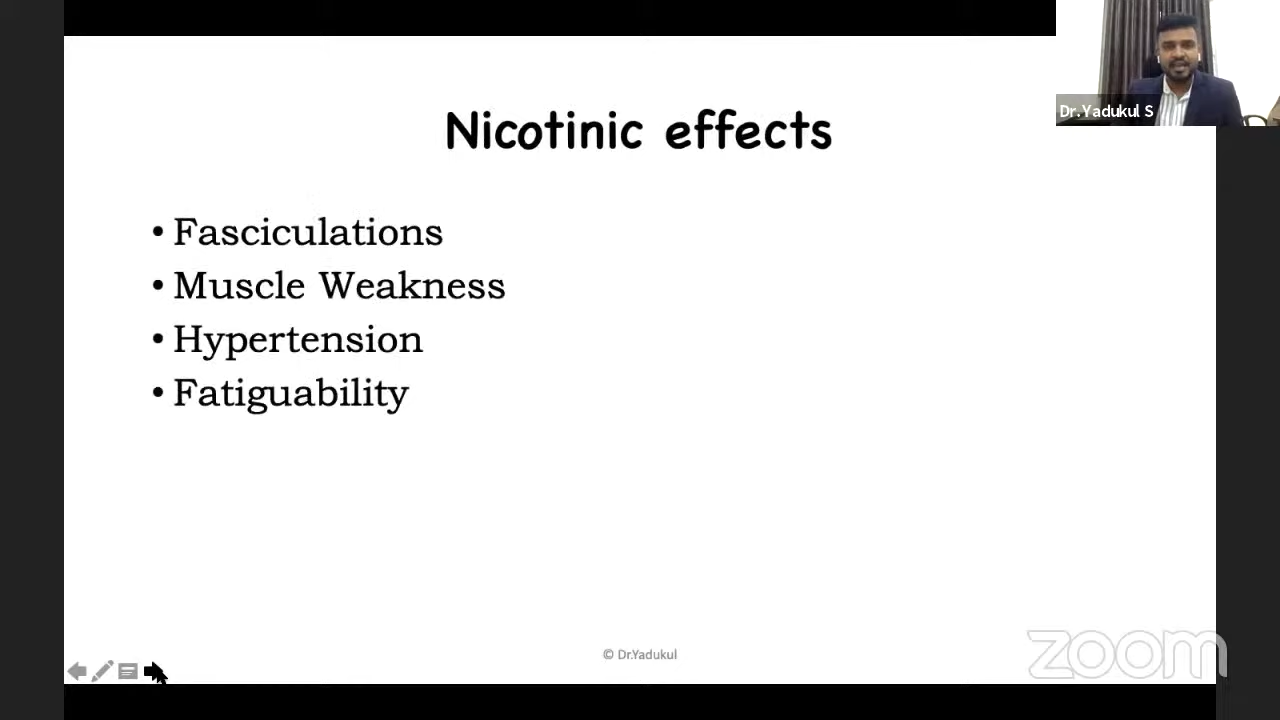 Nicotinic effects
Dr.Yadukul S
• Fasciculations
• Muscle Weakness
• Hypertension
• Fatiguability
© Dr.Yadukul
zoom